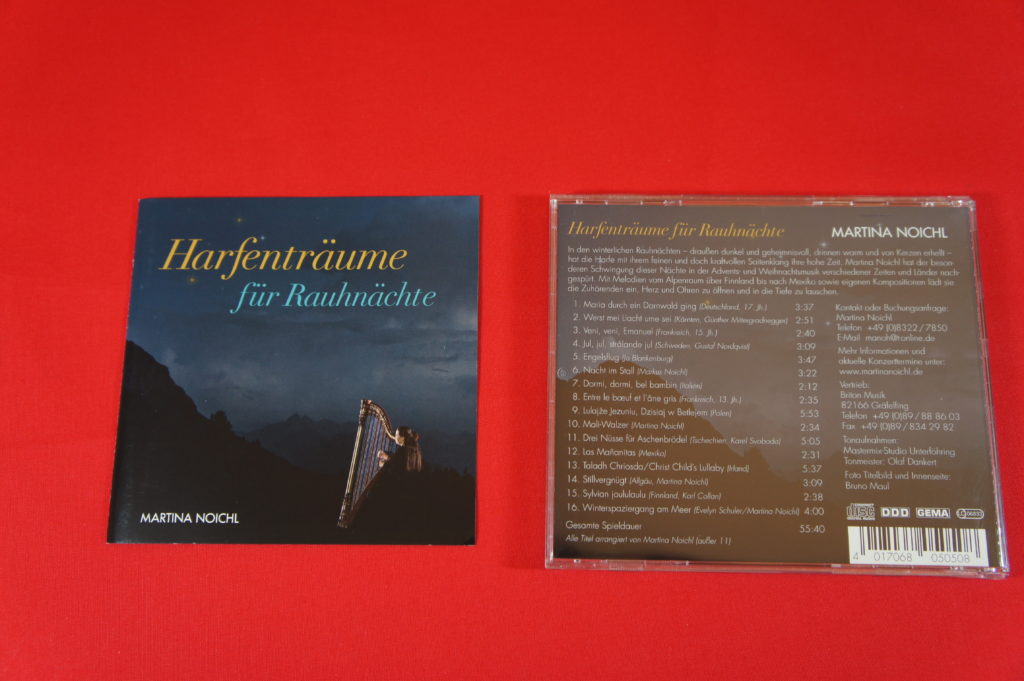 Harfenträume
für Rauhnächte
MARTINA NOICHL
Harfenträume für Rauhnächte
MARTINA NOICHL
In den winterlichen Rauhnächten – draußen dunkel und geheimnisvoll, drinnen warm und von Kerzen erhellt –
hat die Harfe mit ihrem feinen und doch kraftvollen Saitenklang ihre hohe Zeit. Martina Noichl hat der beson-
deren Schwingung dieser Nächte in der Advents- und Weihnachtsmusik verschiedener Zeiten und Länder nach-
gespürt. Mit Melodien vom Alpenraum über Finnland bis nach Mexiko sowie eigenen Kompositionen lädt sie
die Zuhörenden ein, Herz und Ohren zu öffnen und in die Tiefe zu lauschen.
1. Maria durch ein Dornwald ging (Deutschland, 17. Jh.) 3:37
2. Werst mei Liacht ume sei (Kärnten, Günther Mittergradnegger) 2:51
3. Veni, veni, Emanuel (Frankreich, 15. Jh.) 2:40
4. Jul, jul, strålande jul (Schweden, Gustaf Nordqvist) 3:09
5. Engelsflug (Jo Blankenburg) 3:47
6. Nacht im Stall (Markus Noichl) 3:22
7. Dormi, dormi, bel bambin (Italien) 2:12
8. Entre le bœuf et l'âne gris (Frankreich, 13. Jh.) 2:35
9. Lulajże Jezuniu, Dzisiaj w Betlejem (Polen) 5:53
10. Mali-Walzer (Martina Noichl) 2:34
11. Drei Nüsse für Aschenbrödel (Tschechien, Karel Svoboda) 5:05
12. Las Mañanitas (Mexiko) 2:31
13. Taladh Chriosda/Christ Child's Lullaby (Irland) 5:37
14. Stillvergnügt (Allgäu, Martina Noichl) 3:09
15. Sylvian joululaulu (Finnland, Karl Collan) 2:38
16. Winterspaziergang am Meer (Evelyn Schuler/Martina Noichl) 4:00
Gesamte Spieldauer 55:40
Alle Titel arrangiert von Martina Noichl (außer 11)
Kontakt oder Buchungsanfrage:
Martina Noichl
Telefon +49 (0)8322/7850
E-Mail manoh@fronline.de
Mehr Informationen und
aktuelle Konzerttermine unter:
www.martinanoichl.de
Vertrieb:
Briton Musik
82166 Gräfelfing
Telefon +49 (0)89/88 86 03
Fax +49 (0)89/834 29 82
Tonaufnahmen:
Mastermix-Studio Unterföhring
Tonmeister: Olaf Dankert
Foto Titelbild und Innenseite:
Bruno Maul
COMPACT disc DIGITAL AUDIO DDD GEMA
4 017068 050508